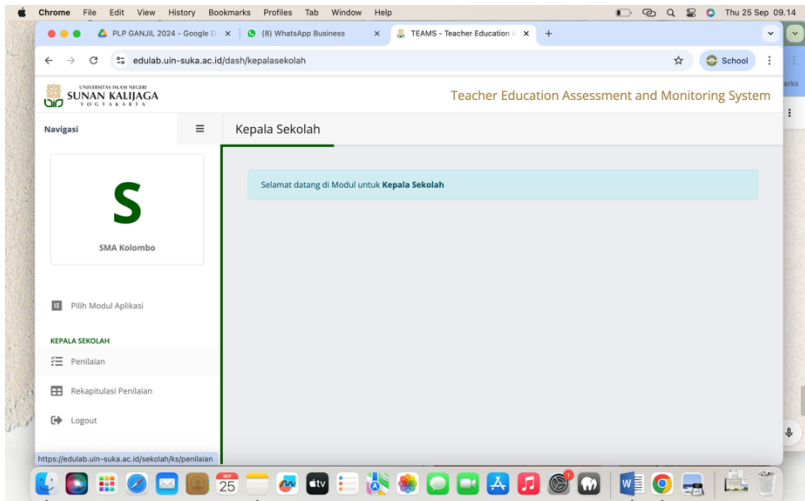 Chrome File Edit View History Bookmarks Profiles Tab Window Help Thu 25 Sep 09.14
PLP GANJIL 2024 - Google D (8) WhatsApp Business TEAMS - Teacher Education /
edulab.uin-suka.ac.id/dash/kepalasekolah School
arks
UNIVERSITAS ISLAM NEGERI
SUNAN KALIJAGA
YOGYAKARTA
Teacher Education Assessment and Monitoring System
Navigasi
Kepala Sekolah
Selamat datang di Modul untuk Kepala Sekolah
S
SMA Kolombo
Pilih Modul Aplikasi
KEPALA SEKOLAH
Penilaian
Rekapitulasi Penilaian
Logout
https://edulab.uin-suka.ac.id/sekolah/ks/penilaian
SEP
25
tv
W